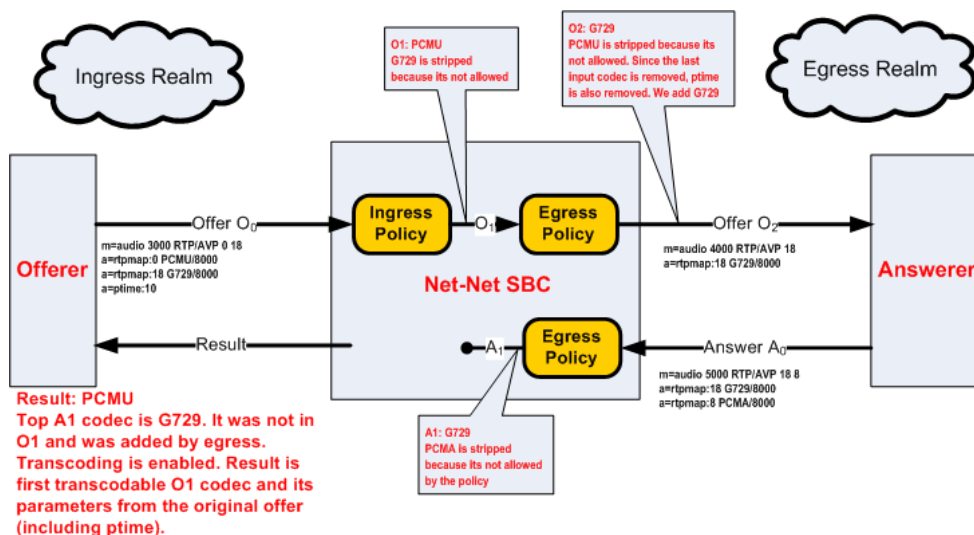 Ingress Realm
O1: PCMU
G729 is stripped
because its not allowed
O2: G729
PCMU is stripped because its
not allowed. Since the last
input codec is removed, ptime
is also removed. We add G729
Egress Realm
Offerer
Offer O0
m=audio 3000 RTP/AVP 0 18
a=rtpmap:0 PCMU/8000
a=rtpmap:18 G729/8000
a=ptime:10
Ingress
Policy
O1
Egress
Policy
Offer O2
m=audio 4000 RTP/AVP 18
a=rtpmap:18 G729/8000
Answerer
Net-Net SBC
Result
A1
Egress
Policy
Answer A0
m=audio 5000 RTP/AVP 18 8
a=rtpmap:18 G729/8000
a=rtpmap:8 PCMA/8000
Result: PCMU
Top A1 codec is G729. It was not in
O1 and was added by egress.
Transcoding is enabled. Result is
first transcodable O1 codec and its
parameters from the original offer
(including ptime).
A1: G729
PCMA is stripped
because its not allowed
by the policy